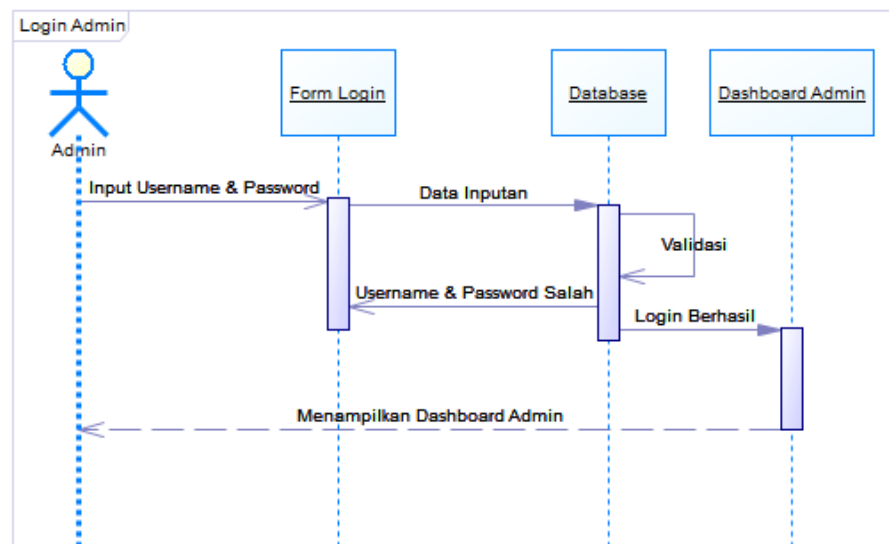 Login Admin
Form Login
Database
Dashboard Admin
Admin
Input Username & Password
Data Inputan
Validasi
Username & Password Salah
Login Berhasil
Menampilkan Dashboard Admin